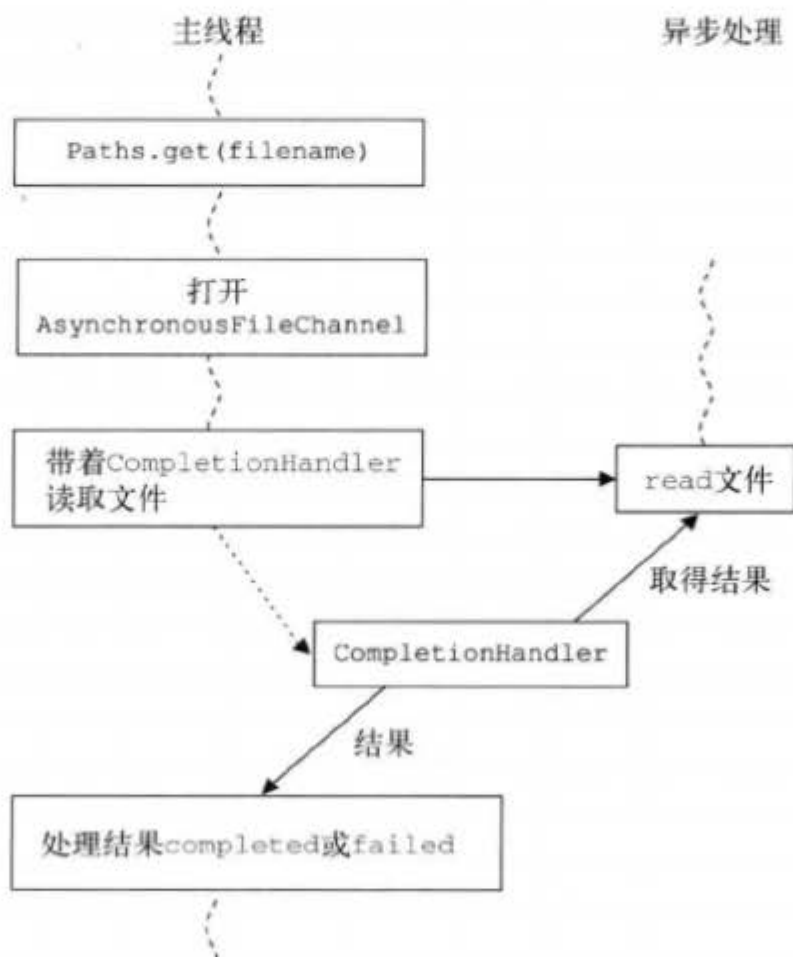 主线程
异步处理
Paths.get(filename)
打开
AsynchronousFileChannel
带着CompletionHandler
读取文件
read文件
取得结果
CompletionHandler
结果
处理结果completed或failed